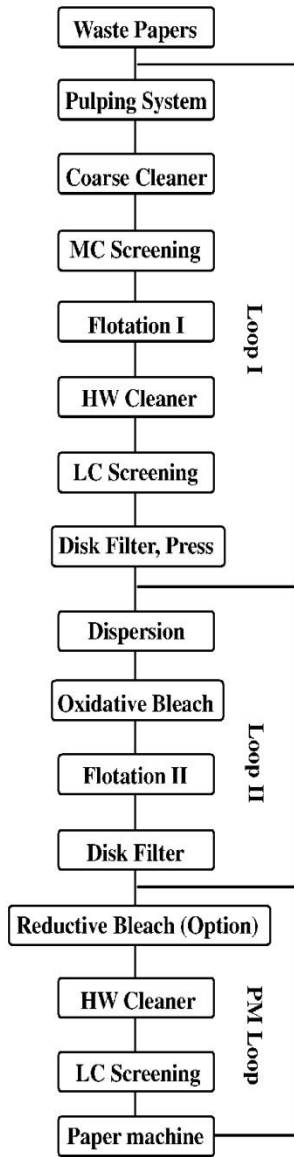 Waste Papers
Pulping System
Coarse Cleaner
MC Screening
Flotation I
HW Cleaner
LC Screening
Disk Filter, Press
Loop I
Dispersion
Oxidative Bleach
Flotation II
Disk Filter
Loop II
Reductive Bleach (Option)
HW Cleaner
LC Screening
Paper machine
PM Loop